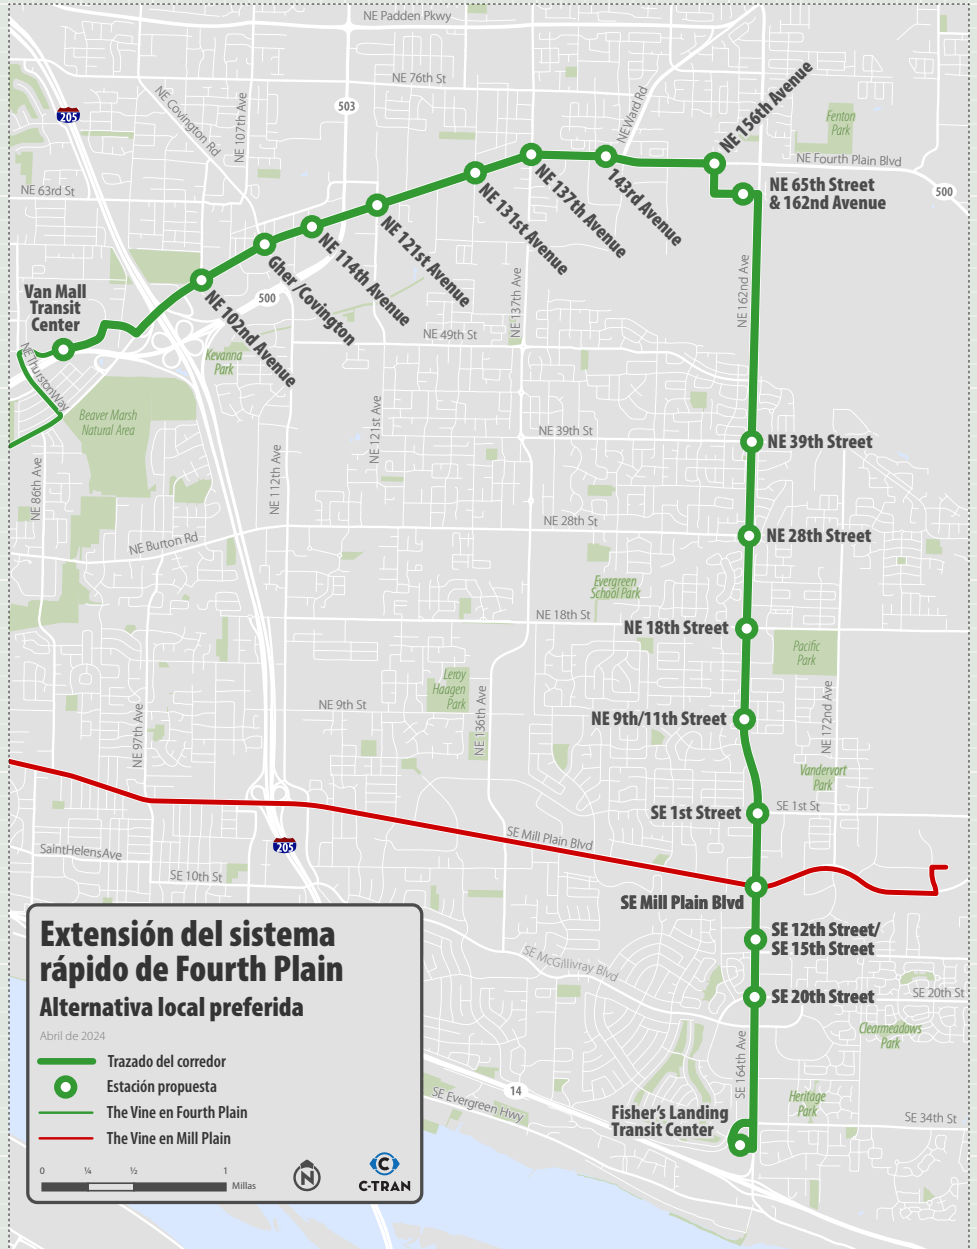 NE Padden Pkwy
NE 76th St
NE Covington Rd
NE 107th Ave
503
205
NE Ward Rd
NE 156th Avenue
Fenton
Park
NE Fourth Plain Blvd
500
NE 63rd St
NE 65th Street
& 162nd Avenue
143rd Avenue
NE 137th Avenue
NE 131st Avenue
NE 121st Avenue
NE 114th Avenue
Gher/Covington
NE 102nd Avenue
Van Mall
Transit
Center
500
NE 137th Ave
NE 162nd Ave
NE 49th St
Kevanna
Park
NE Thurston Way
Beaver Marsh
Natural Area
NE 121st Ave
NE 39th St
NE 39th Street
NE 86th Ave
NE 112th Ave
NE 28th St
NE 28th Street
NE Burton Rd
Evergreen
School Park
NE 18th St
NE 18th Street
Pacific
Park
Leroy
Haagen
Park
NE 136th Ave
NE 9th St
NE 97th Ave
NE 9th/11th Street
NE 172nd Ave
Vandervort
Park
SE 1st Street
SE 1st St
SE Mill Plain Blvd
205
SaintHelensAve
SE 10th St
SE Mill Plain Blvd
SE 12th Street/
SE 15th Street
SE McGillivray Blvd
SE 20th Street
SE 20th St
Clearmeadows
Park
SE 164th Ave
14
SE Evergreen Hwy
Heritage
Park
Fisher's Landing
Transit Center
SE 34th St
Extensión del sistema
rápido de Fourth Plain
Alternativa local preferida
Abril de 2024
Trazado del corredor
Estación propuesta
The Vine en Fourth Plain
The Vine en Mill Plain
0 ¼ ½ 1
Millas
N
C
C-TRAN